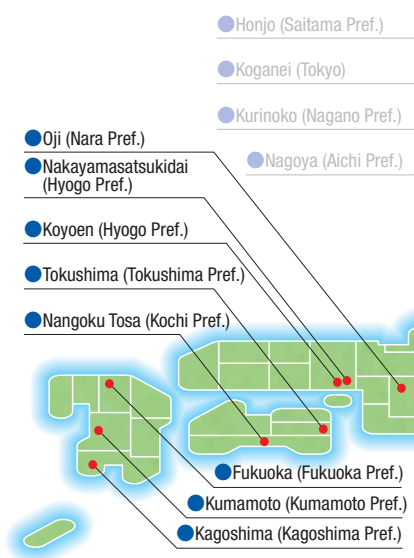 Honjo (Saitama Pref.)
Koganei (Tokyo)
Kurinoko (Nagano Pref.)
Oji (Nara Pref.)
Nagoya (Aichi Pref.)
Nakayamasatsukidai
(Hyogo Pref.)
Koyoen (Hyogo Pref.)
Tokushima (Tokushima Pref.)
Nangoku Tosa (Kochi Pref.)
Fukuoka (Fukuoka Pref.)
Kumamoto (Kumamoto Pref.)
Kagoshima (Kagoshima Pref.)